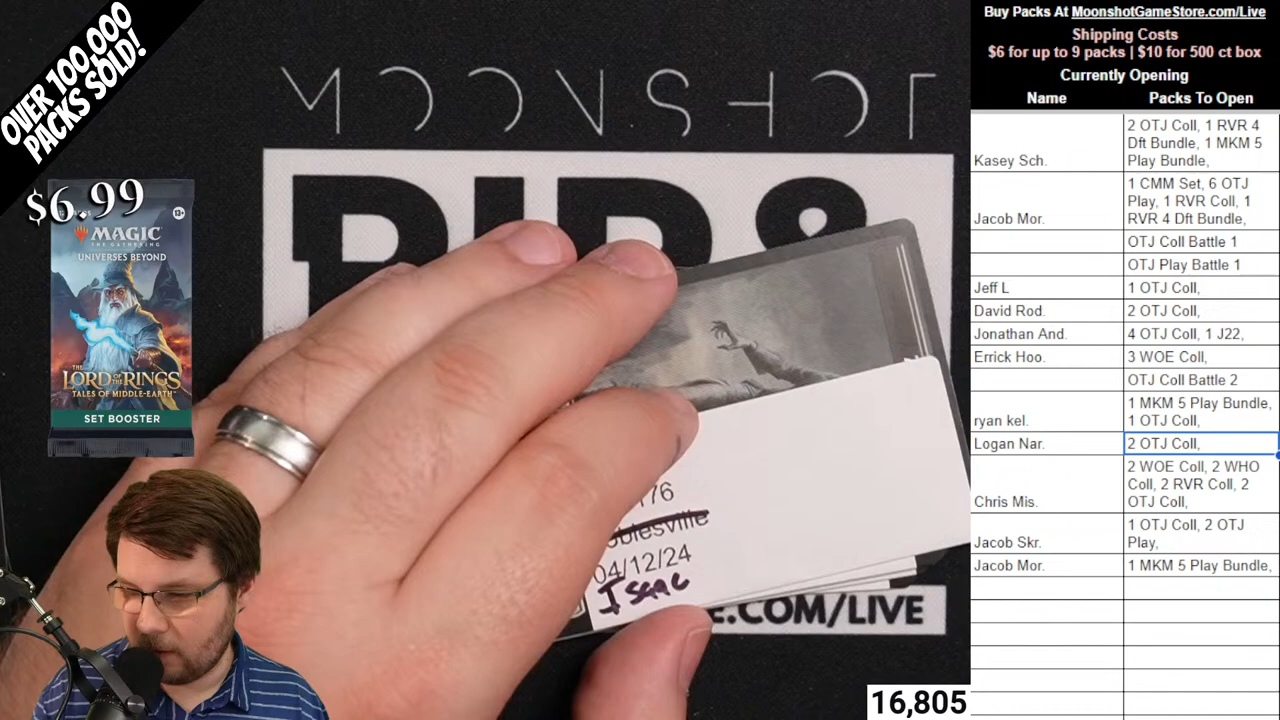 OVER 100,000
PACKS SOLD!
$6.99
MAGIC
THE GATHERING
UNIVERSES BEYOND
THE
LORD OF THE RINGS
TALES OF MIDDLE-EARTH
SET BOOSTER
13+
MOONSHOT
RIP &
176
oblesville
04/12/24
Isaac
E.COM/LIVE
16,805
Buy Packs At MoonshotGameStore.com/Live
Shipping Costs
$6 for up to 9 packs | $10 for 500 ct box
Currently Opening
Name Packs To Open
Kasey Sch. 2 OTJ Coll, 1 RVR 4
Dft Bundle, 1 MKM 5
Play Bundle,
Jacob Mor. 1 CMM Set, 6 OTJ
Play, 1 RVR Coll, 1
RVR 4 Dft Bundle,
OTJ Coll Battle 1
OTJ Play Battle 1
Jeff L 1 OTJ Coll,
David Rod. 2 OTJ Coll,
Jonathan And. 4 OTJ Coll, 1 J22,
Errick Hoo. 3 WOE Coll,
OTJ Coll Battle 2
ryan kel. 1 MKM 5 Play Bundle,
1 OTJ Coll,
Logan Nar. 2 OTJ Coll,
Chris Mis. 2 WOE Coll, 2 WHO
Coll, 2 RVR Coll, 2
OTJ Coll,
Jacob Skr. 1 OTJ Coll, 2 OTJ
Play,
Jacob Mor. 1 MKM 5 Play Bundle,